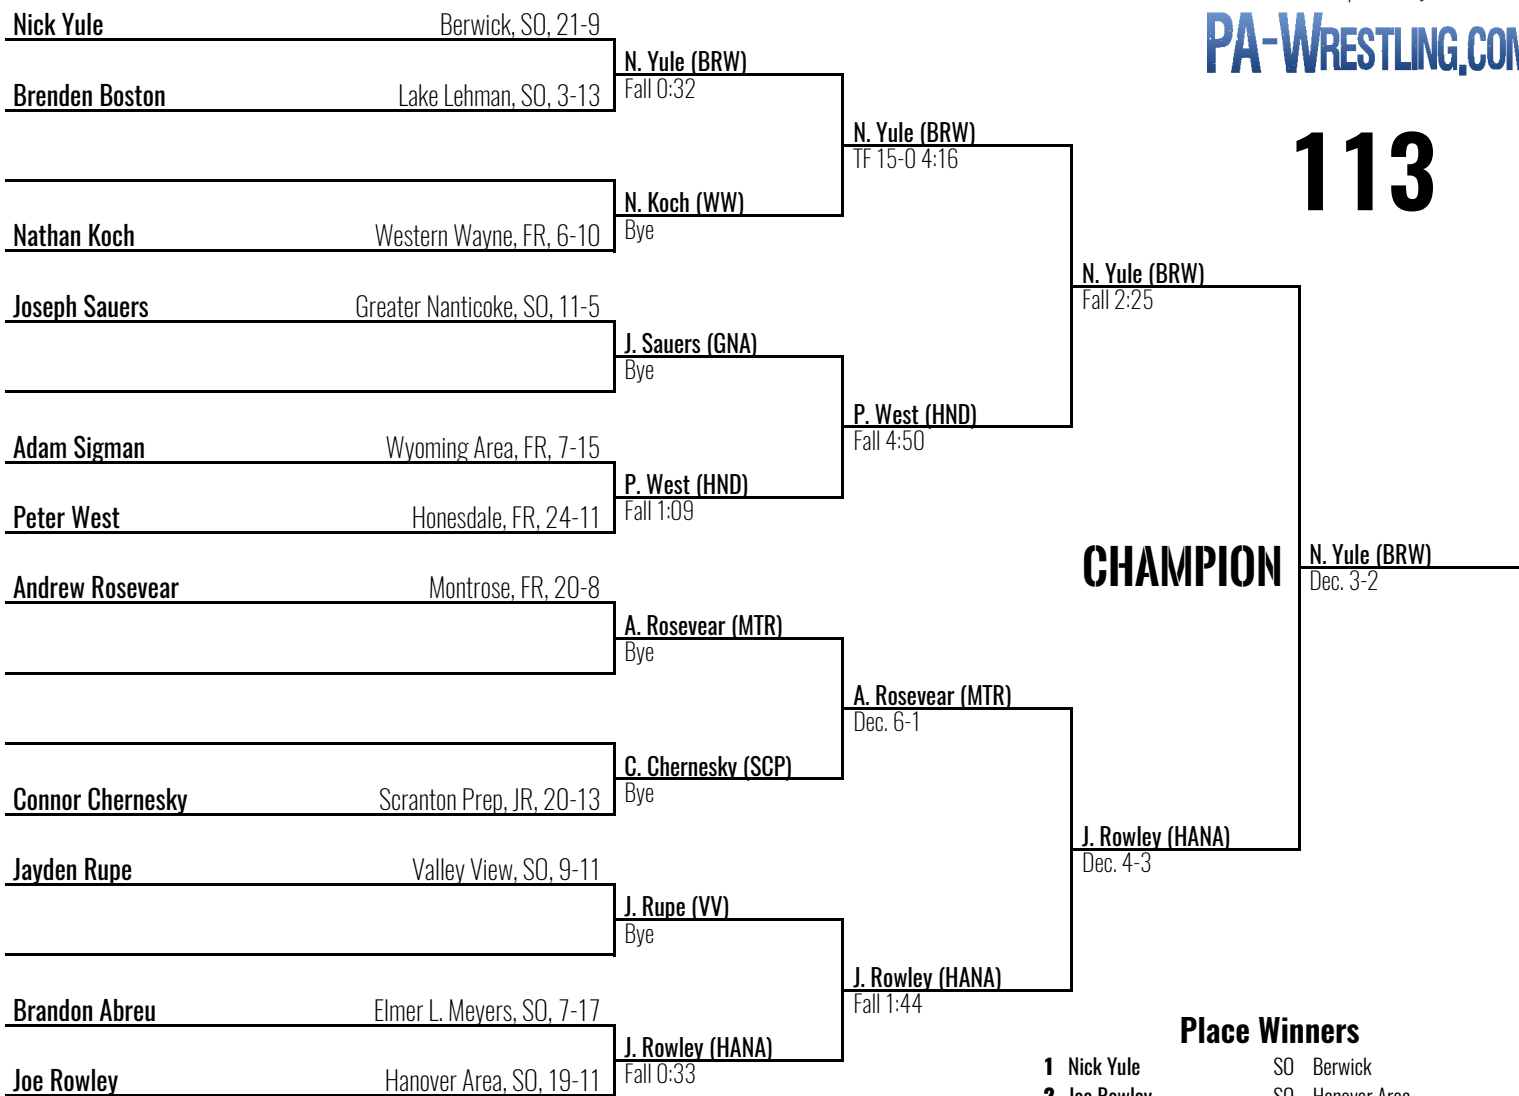 Nick Yule Berwick, SO, 21-9
N. Yule (BRW)
Fall 0:32
Brenden Boston Lake Lehman, SO, 3-13
N. Yule (BRW)
TF 15-0 4:16
N. Koch (WW)
Bye
Nathan Koch Western Wayne, FR, 6-10
N. Yule (BRW)
Fall 2:25
Joseph Sauers Greater Nanticoke, SO, 11-5
J. Sauers (GNA)
Bye
P. West (HND)
Fall 4:50
Adam Sigman Wyoming Area, FR, 7-15
P. West (HND)
Fall 1:09
Peter West Honesdale, FR, 24-11
CHAMPION
N. Yule (BRW)
Dec. 3-2
Andrew Rosevear Montrose, FR, 20-8
A. Rosevear (MTR)
Bye
A. Rosevear (MTR)
Dec. 6-1
C. Chernesky (SCP)
Bye
Connor Chernesky Scranton Prep, JR, 20-13
J. Rowley (HANA)
Dec. 4-3
Jayden Rupe Valley View, SO, 9-11
J. Rupe (VV)
Bye
J. Rowley (HANA)
Fall 1:44
Brandon Abreu Elmer L. Meyers, SO, 7-17
J. Rowley (HANA)
Fall 0:33
Joe Rowley Hanover Area, SO, 19-11
PA-WRESTLING.COM
113
Place Winners
1 Nick Yule SO Berwick
2 Joe Rowley SO Hanover Area